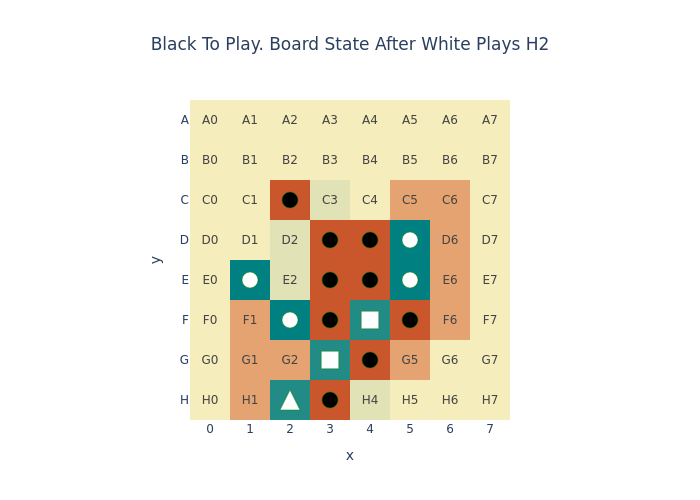 Black To Play. Board State After White Plays H2
A A0 A1 A2 A3 A4 A5 A6 A7
B B0 B1 B2 B3 B4 B5 B6 B7
C C0 C1 C3 C4 C5 C6 C7
D D0 D1 D2 D6 D7
y
E E0 E2 E6 E7
F F0 F1 F6 F7
G G0 G1 G2 G5 G6 G7
H H0 H1 H4 H5 H6 H7
0 1 2 3 4 5 6 7
x